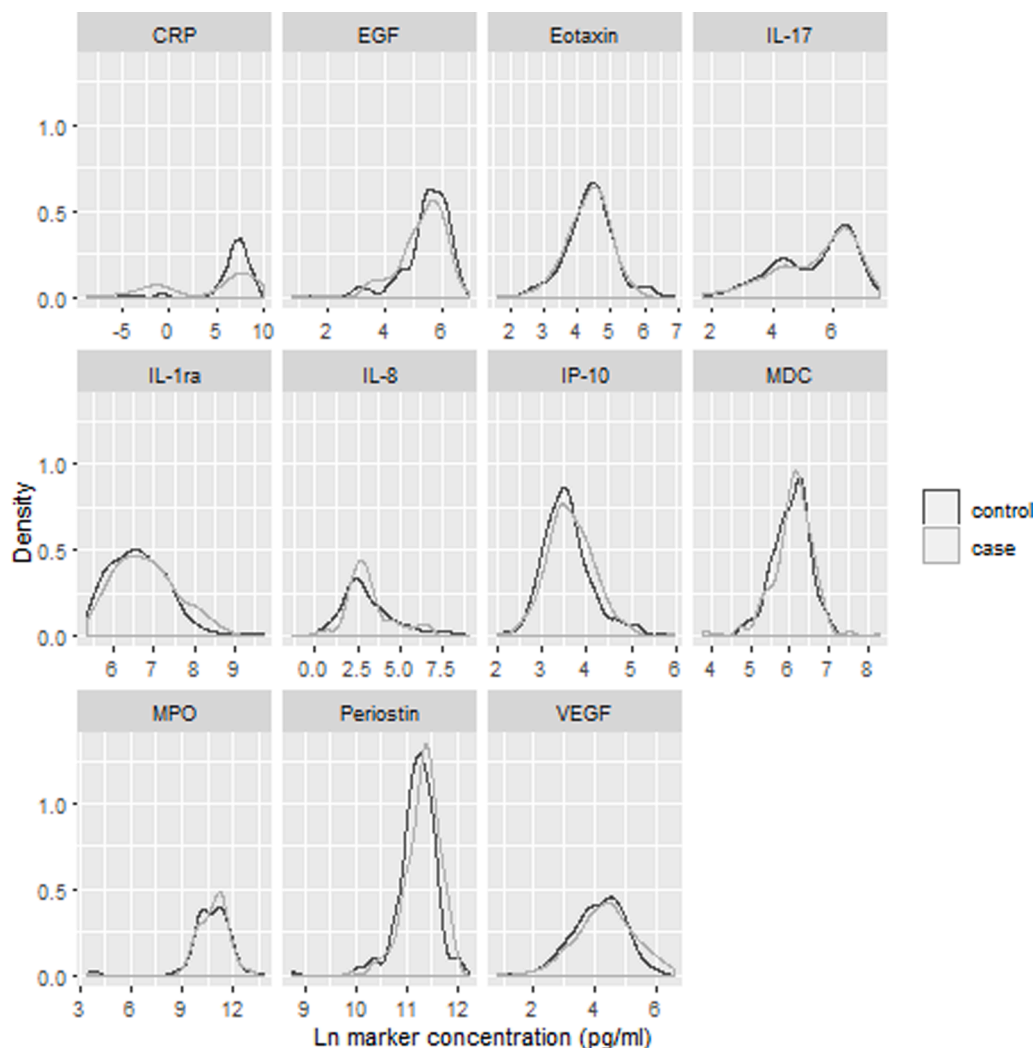 CRP EGF Eotaxin IL-17
1.0
0.5
0.0
-5 0 5 10 2 4 6 2 3 4 5 6 7 2 4 6
IL-1ra IL-8 IP-10 MDC
1.0
0.5
0.0
6 7 8 9 0.0 2.5 5.0 7.5 2 3 4 5 6 4 5 6 7 8
Density
control
case
MPO Periostin VEGF
1.0
0.5
0.0
3 6 9 12 9 10 11 12 2 4 6
Ln marker concentration (pg/ml)